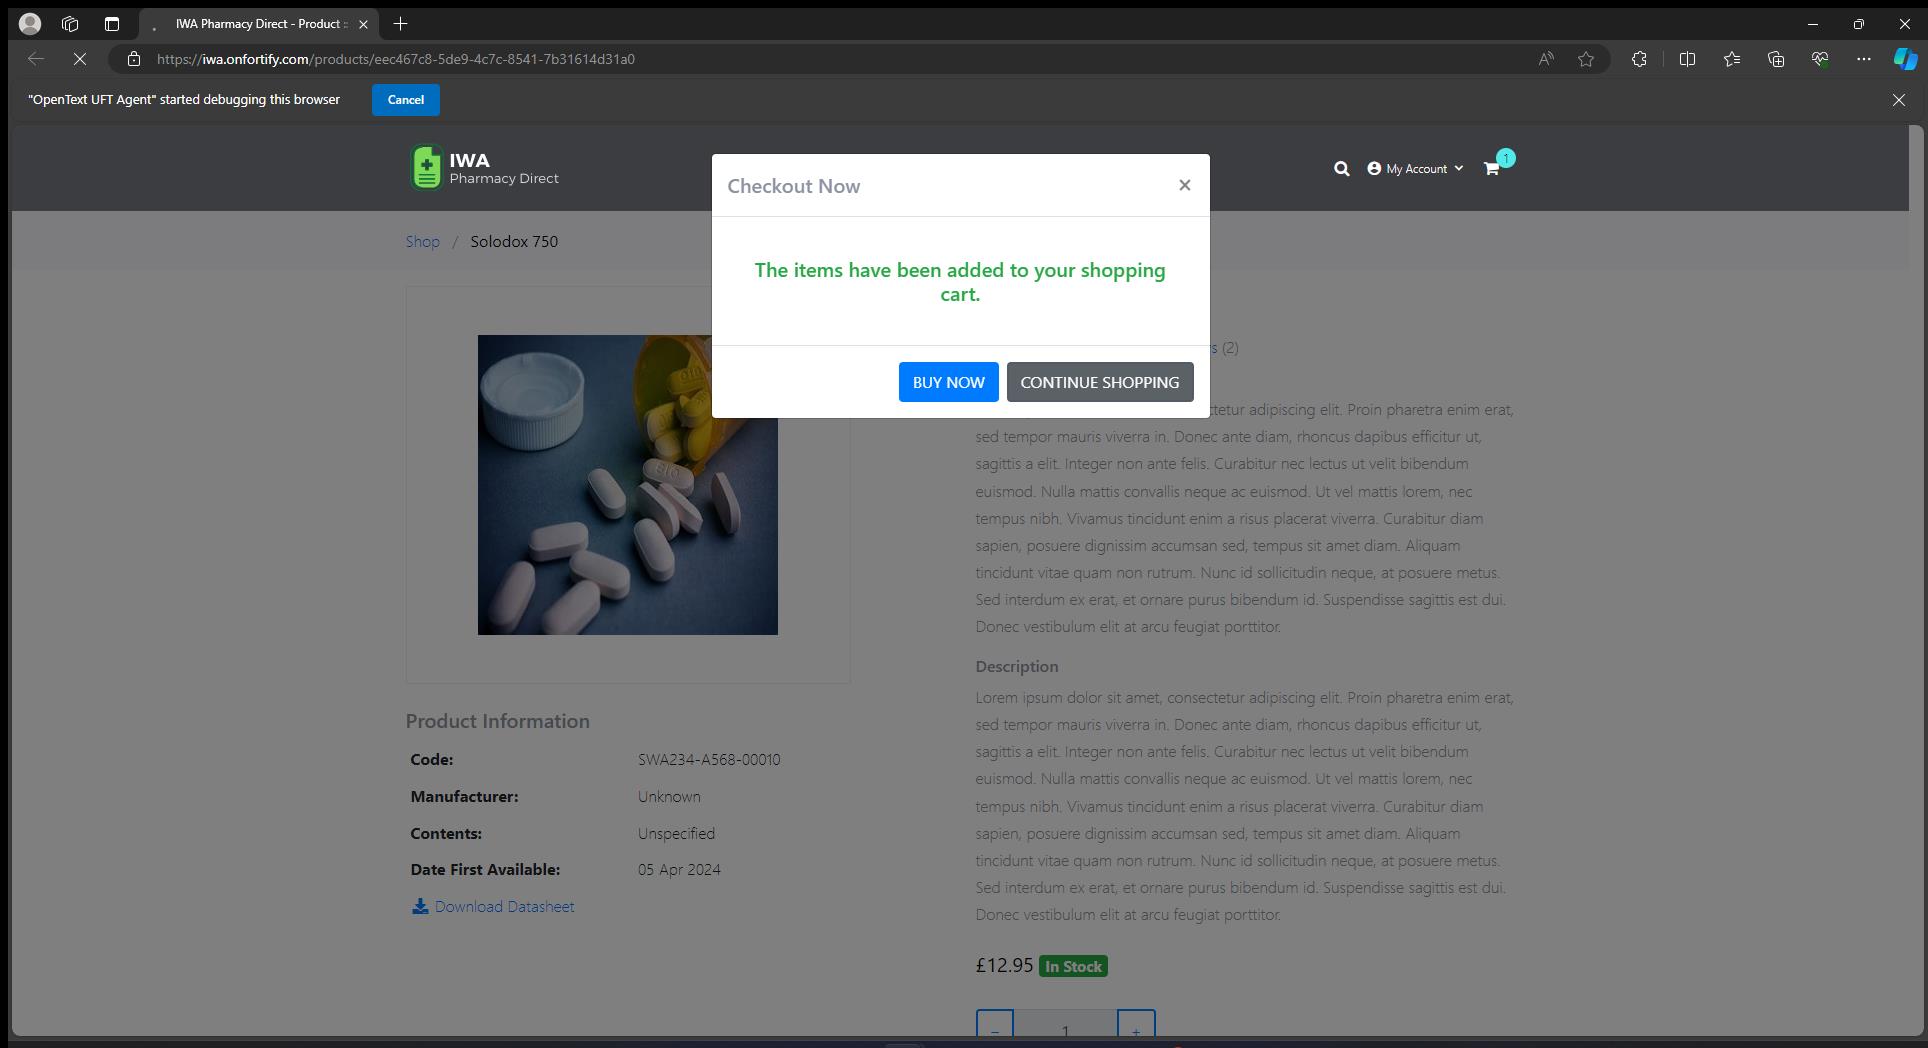 IWA Pharmacy Direct - Product ::
https://iwa.onfortify.com/products/eec467c8-5de9-4c7c-8541-7b31614d31a0
"OpenText UFT Agent" started debugging this browser
Cancel
IWA
Pharmacy Direct
My Account
1
Shop / Solodox 750
Checkout Now
×
The items have been added to your shopping
cart.
BUY NOW
CONTINUE SHOPPING
s (2)
tetur adipiscing elit. Proin pharetra enim erat,
sed tempor mauris viverra in. Donec ante diam, rhoncus dapibus efficitur ut,
sagittis a elit. Integer non ante felis. Curabitur nec lectus ut velit bibendum
euismod. Nulla mattis convallis neque ac euismod. Ut vel mattis lorem, nec
tempus nibh. Vivamus tincidunt enim a risus placerat viverra. Curabitur diam
sapien, posuere dignissim accumsan sed, tempus sit amet diam. Aliquam
tincidunt vitae quam non rutrum. Nunc id sollicitudin neque, at posuere metus.
Sed interdum ex erat, et ornare purus bibendum id. Suspendisse sagittis est dui.
Donec vestibulum elit at arcu feugiat porttitor.
Description
Lorem ipsum dolor sit amet, consectetur adipiscing elit. Proin pharetra enim erat,
sed tempor mauris viverra in. Donec ante diam, rhoncus dapibus efficitur ut,
sagittis a elit. Integer non ante felis. Curabitur nec lectus ut velit bibendum
euismod. Nulla mattis convallis neque ac euismod. Ut vel mattis lorem, nec
tempus nibh. Vivamus tincidunt enim a risus placerat viverra. Curabitur diam
sapien, posuere dignissim accumsan sed, tempus sit amet diam. Aliquam
tincidunt vitae quam non rutrum. Nunc id sollicitudin neque, at posuere metus.
Sed interdum ex erat, et ornare purus bibendum id. Suspendisse sagittis est dui.
Donec vestibulum elit at arcu feugiat porttitor.
£12.95 In Stock
- 1 +
Product Information
Code: SWA234-A568-00010
Manufacturer: Unknown
Contents: Unspecified
Date First Available: 05 Apr 2024
Download Datasheet